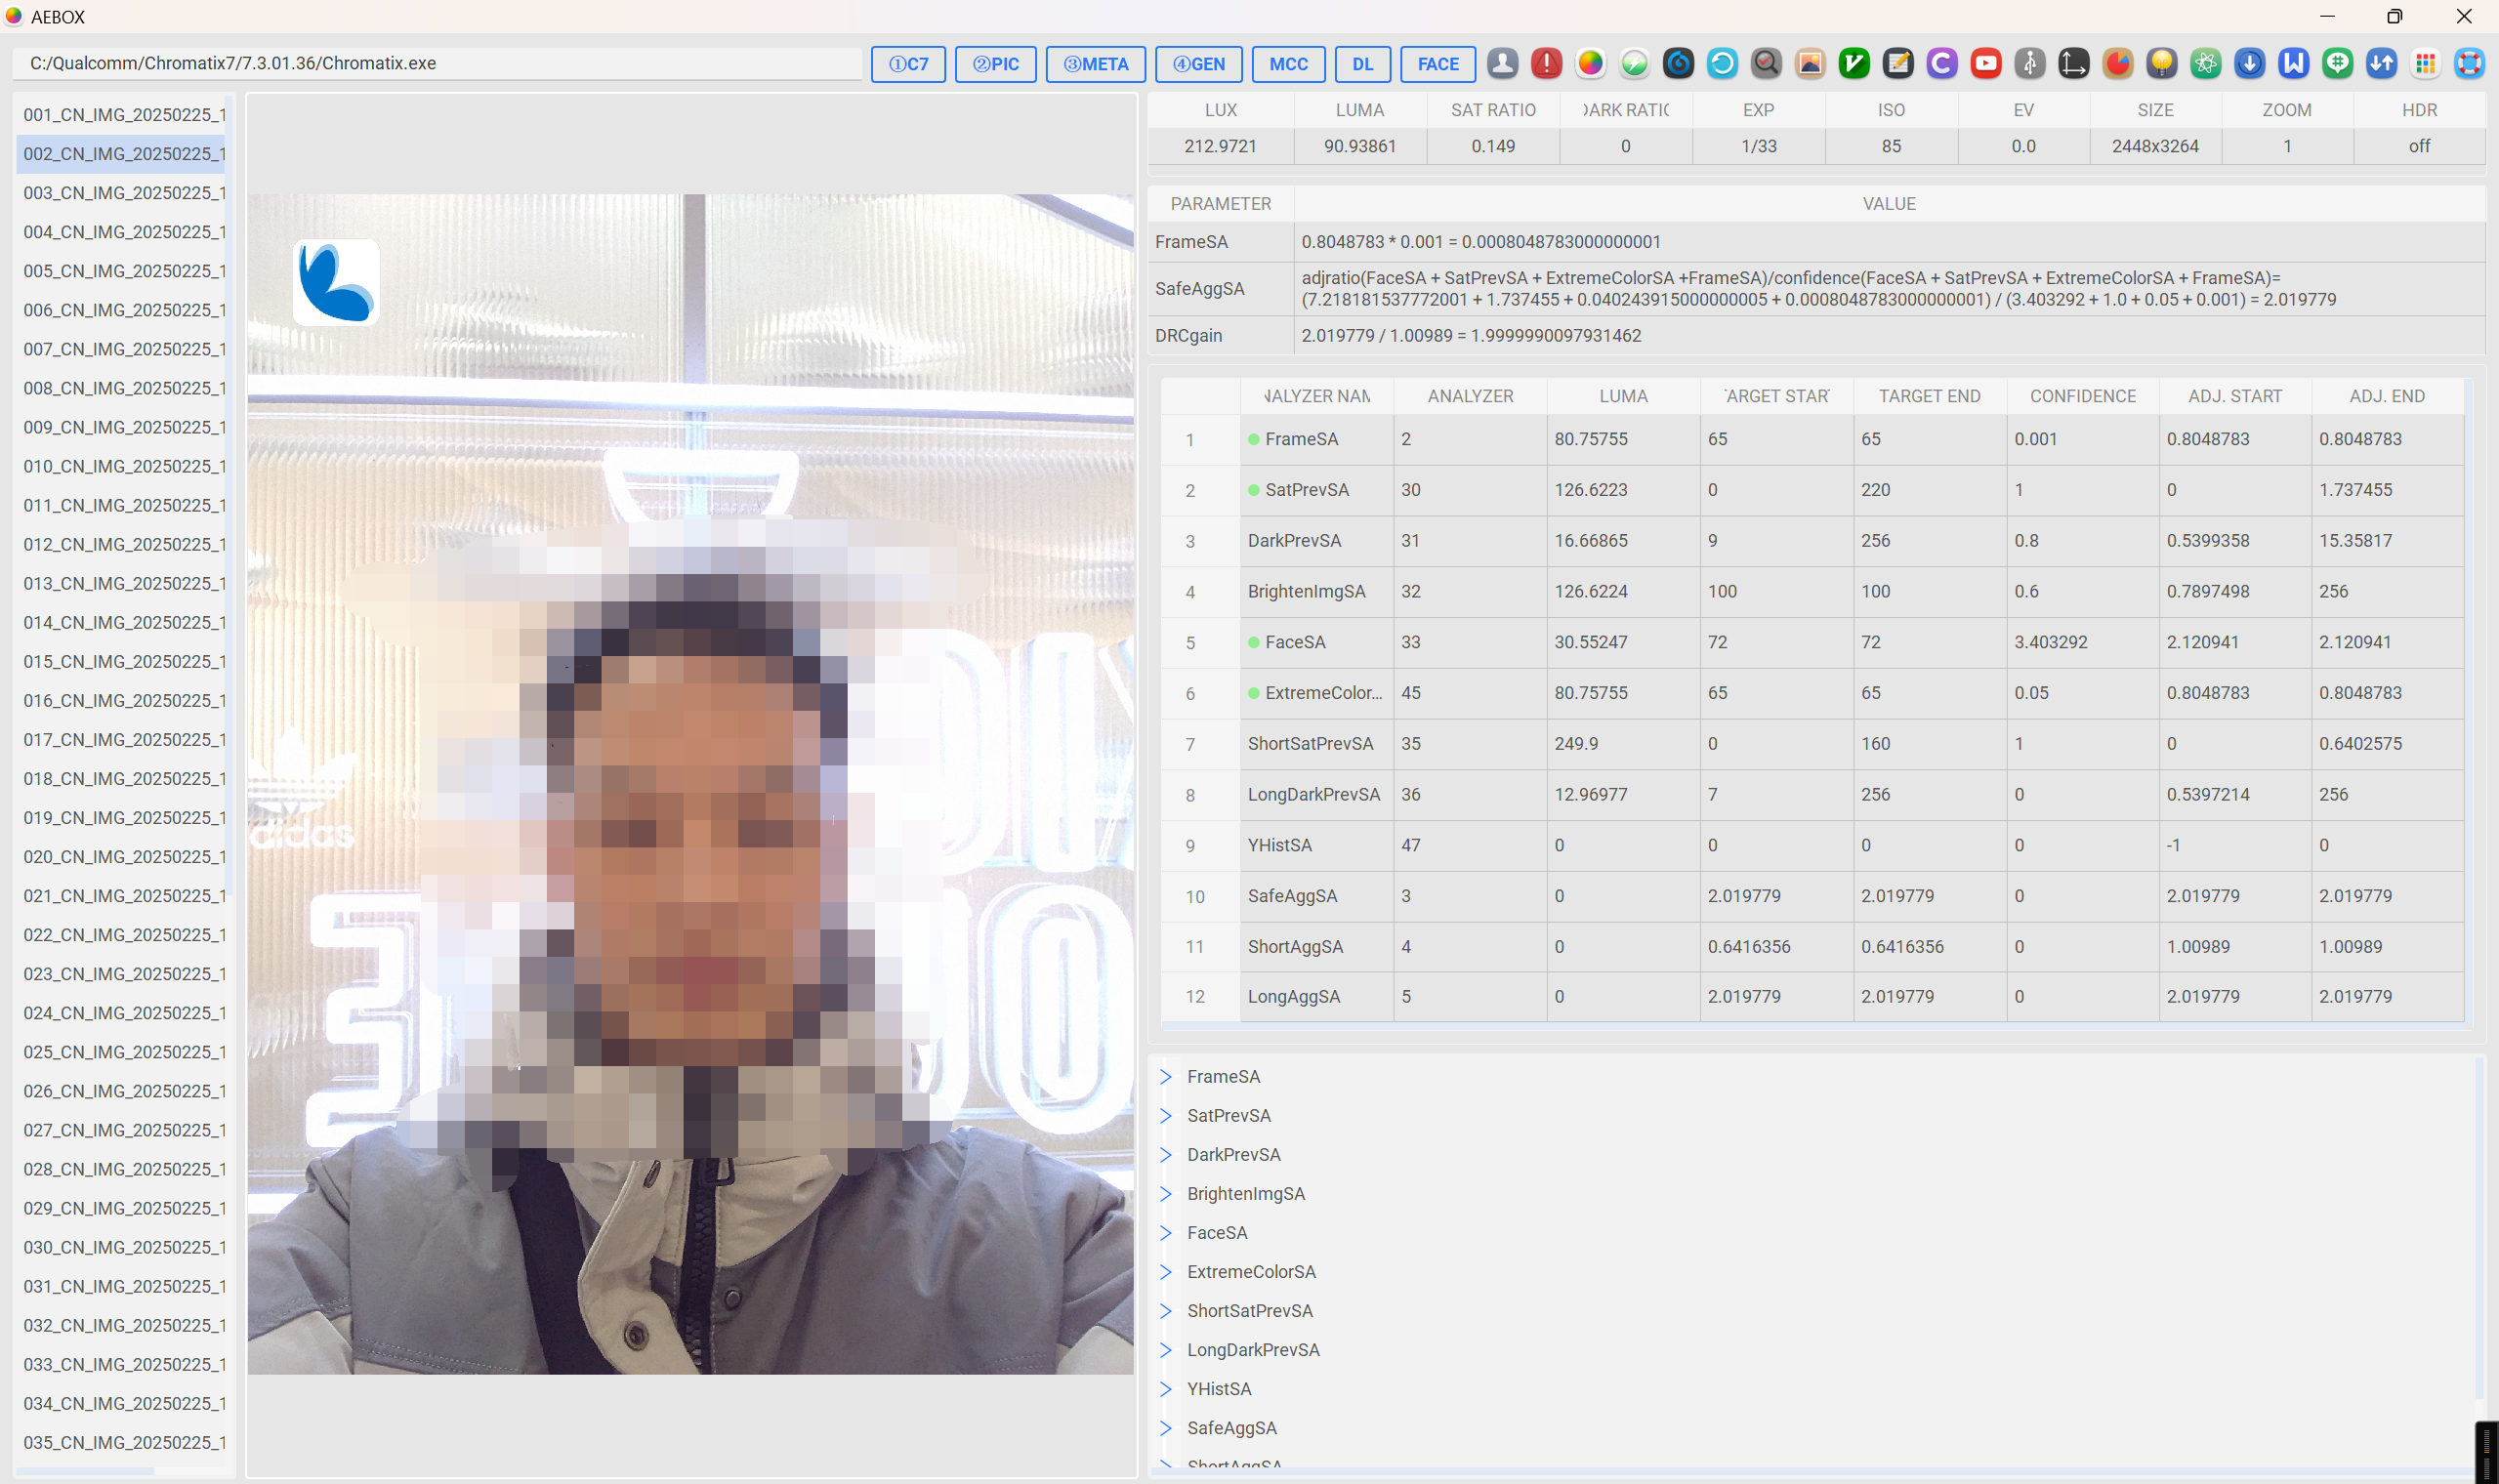 AEBOX
C:/Qualcomm/Chromatix7/7.3.01.36/Chromatix.exe
①C7 ②PIC ③META ④GEN MCC DL FACE
001_CN_IMG_20250225_1
002_CN_IMG_20250225_1
003_CN_IMG_20250225_1
004_CN_IMG_20250225_1
005_CN_IMG_20250225_1
006_CN_IMG_20250225_1
007_CN_IMG_20250225_1
008_CN_IMG_20250225_1
009_CN_IMG_20250225_1
010_CN_IMG_20250225_1
011_CN_IMG_20250225_1
012_CN_IMG_20250225_1
013_CN_IMG_20250225_1
014_CN_IMG_20250225_1
015_CN_IMG_20250225_1
016_CN_IMG_20250225_1
017_CN_IMG_20250225_1
018_CN_IMG_20250225_1
019_CN_IMG_20250225_1
020_CN_IMG_20250225_1
021_CN_IMG_20250225_1
022_CN_IMG_20250225_1
023_CN_IMG_20250225_1
024_CN_IMG_20250225_1
025_CN_IMG_20250225_1
026_CN_IMG_20250225_1
027_CN_IMG_20250225_1
028_CN_IMG_20250225_1
029_CN_IMG_20250225_1
030_CN_IMG_20250225_1
031_CN_IMG_20250225_1
032_CN_IMG_20250225_1
033_CN_IMG_20250225_1
034_CN_IMG_20250225_1
035_CN_IMG_20250225_1
adidas
LUX LUMA SAT RATIO DARK RATIO EXP ISO EV SIZE ZOOM HDR
212.9721 90.93861 0.149 0 1/33 85 0.0 2448x3264 1 off
PARAMETER VALUE
FrameSA 0.8048783 * 0.001 = 0.0008048783000000001
SafeAggSA adjratio(FaceSA + SatPrevSA + ExtremeColorSA +FrameSA)/confidence(FaceSA + SatPrevSA + ExtremeColorSA + FrameSA)=
(7.218181537772001 + 1.737455 + 0.040243915000000005 + 0.0008048783000000001) / (3.403292 + 1.0 + 0.05 + 0.001) = 2.019779
DRCgain 2.019779 / 1.00989 = 1.9999990097931462
NALYZER NAM ANALYZER LUMA TARGET START TARGET END CONFIDENCE ADJ. START ADJ. END
1 FrameSA 2 80.75755 65 65 0.001 0.8048783 0.8048783
2 SatPrevSA 30 126.6223 0 220 1 0 1.737455
3 DarkPrevSA 31 16.66865 9 256 0.8 0.5399358 15.35817
4 BrightenImgSA 32 126.6224 100 100 0.6 0.7897498 256
5 FaceSA 33 30.55247 72 72 3.403292 2.120941 2.120941
6 ExtremeColor... 45 80.75755 65 65 0.05 0.8048783 0.8048783
7 ShortSatPrevSA 35 249.9 0 160 1 0 0.6402575
8 LongDarkPrevSA 36 12.96977 7 256 0 0.5397214 256
9 YHistSA 47 0 0 0 0 -1 0
10 SafeAggSA 3 0 2.019779 2.019779 0 2.019779 2.019779
11 ShortAggSA 4 0 0.6416356 0.6416356 0 1.00989 1.00989
12 LongAggSA 5 0 2.019779 2.019779 0 2.019779 2.019779
FrameSA
SatPrevSA
DarkPrevSA
BrightenImgSA
FaceSA
ExtremeColorSA
ShortSatPrevSA
LongDarkPrevSA
YHistSA
SafeAggSA
ShortAggSA